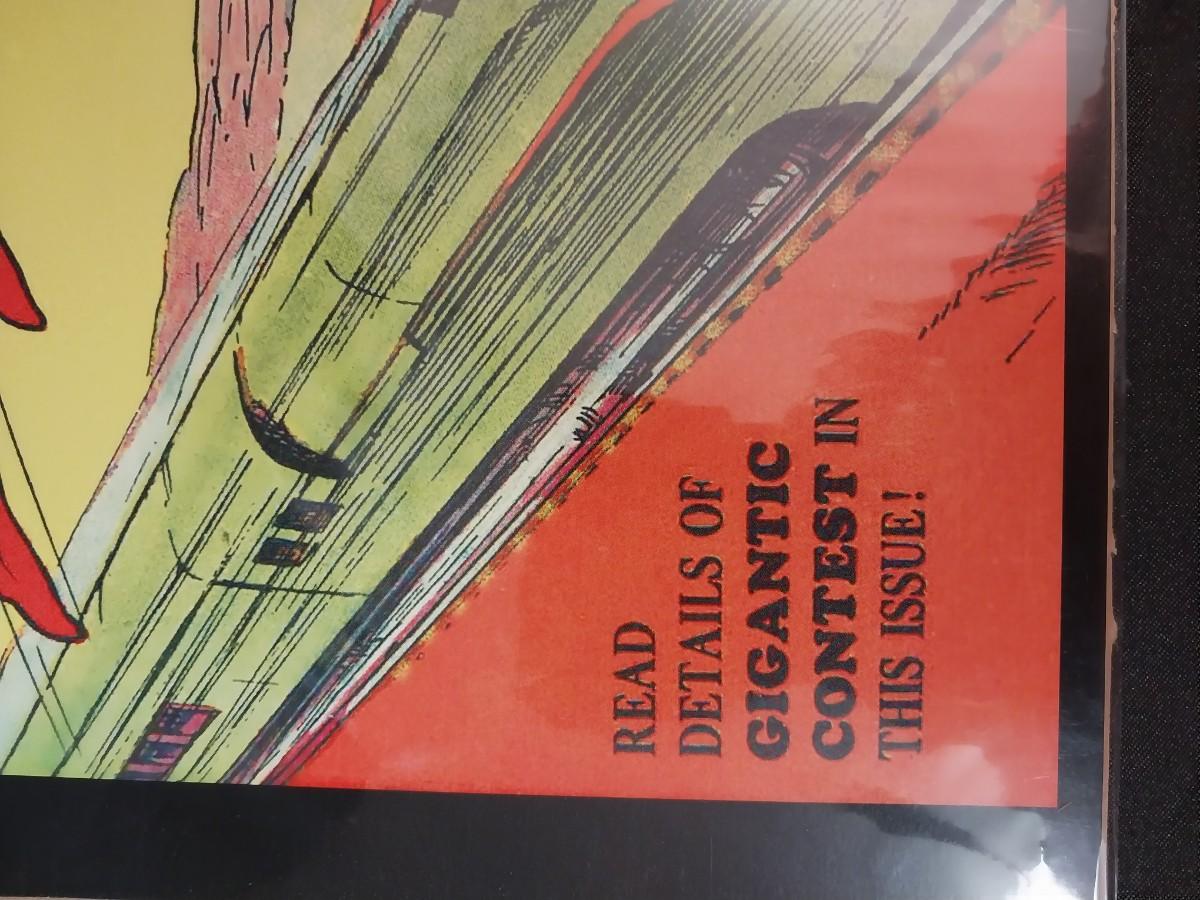 READ
DETAILS OF
GIGANTIC
CONTEST IN
THIS ISSUE!